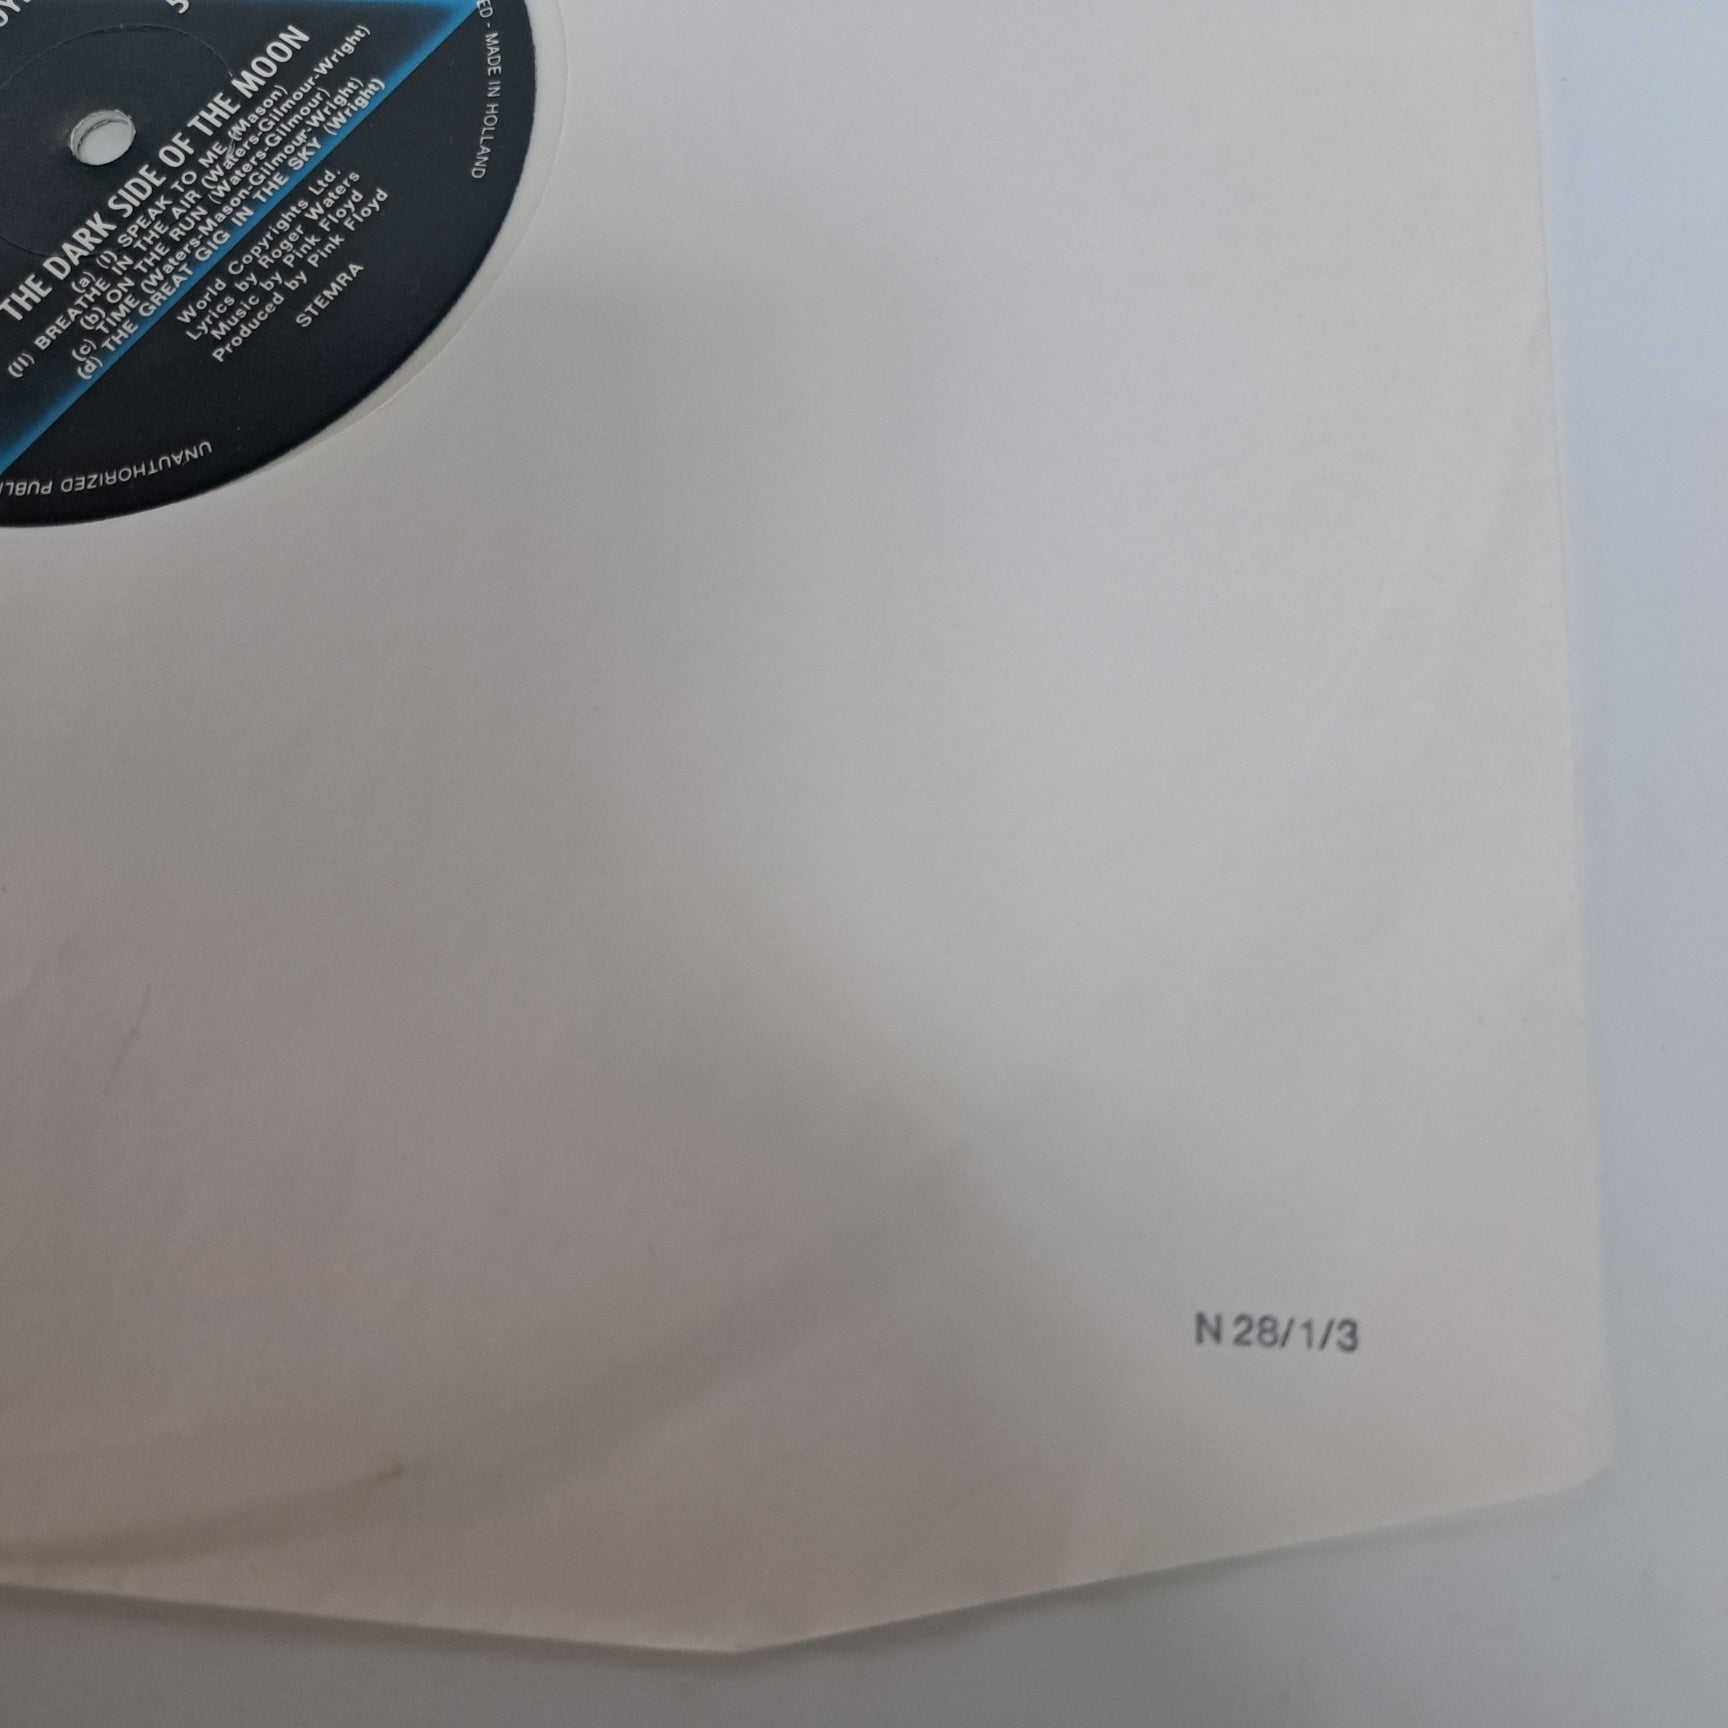 THE DARK SIDE OF THE MOON
(a) (I) SPEAK TO ME (Mason)
(II) BREATHE IN THE AIR (Waters-Gilmour-Wright)
(b) ON THE RUN (Waters-Gilmour)
(c) TIME (Waters-Mason-Gilmour-Wright)
(d) THE GREAT GIG IN THE SKY (Wright)
World Copyrights Ltd.
Lyrics by Roger Waters
Music by Pink Floyd
Produced by Pink Floyd
STEMRA
ED - MADE IN HOLLAND
UNAUTHORIZED PUBLI
N 28/1/3